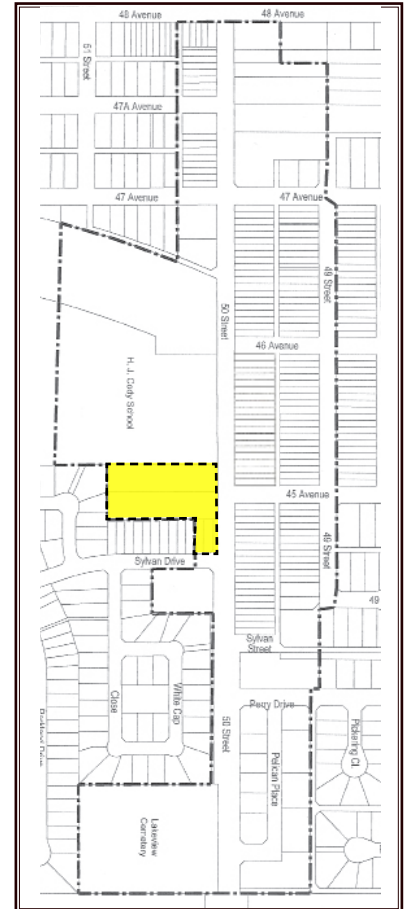 48 Avenue
48 Avenue
51 Street
47A Avenue
47 Avenue
47 Avenue
49 Street
50 Street
46 Avenue
H. J. Cody School
45 Avenue
49 Street
Sylvan Drive
49
Sylvan
Street
Close
White Cap
Perry Drive
50 Street
Pelican Place
Pickering Cl.
Lakeview
Cemetery